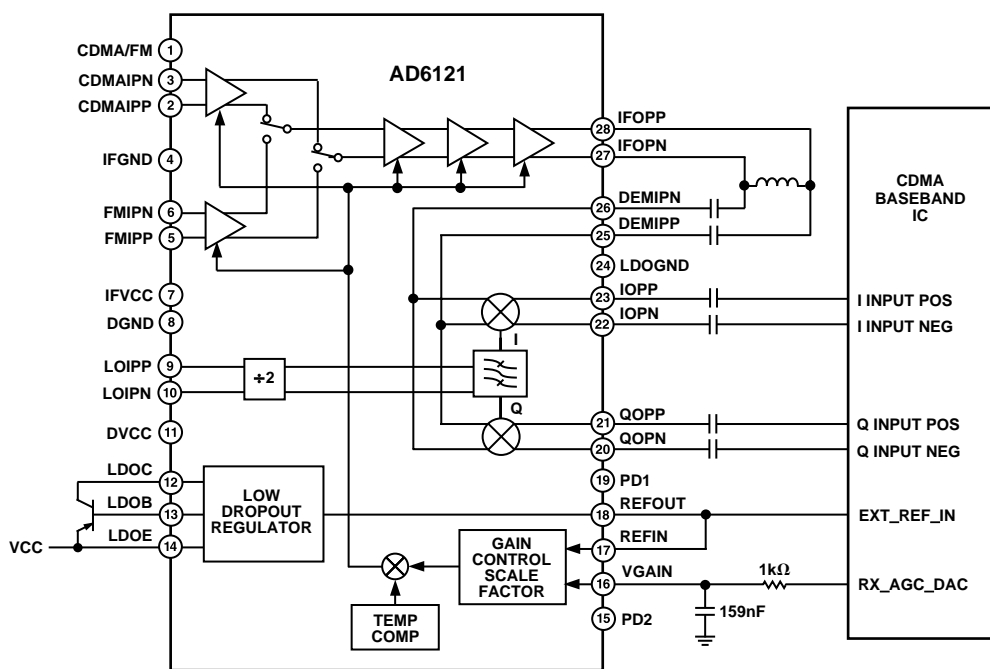 AD6121
CDMA/FM 1
CDMAIPN 3
CDMAIPP 2
IFGND 4
FMIPN 6
FMIPP 5
IFVCC 7
DGND 8
LOIPP 9
LOIPN 10
DVCC 11
LDOC 12
LDOB 13
LDOE 14
VCC
÷2
I
Q
LOW
DROPOUT
REGULATOR
GAIN
CONTROL
SCALE
FACTOR
TEMP
COMP
28 IFOPP
27 IFOPN
26 DEMIPN
25 DEMIPP
24 LDOGND
23 IOPP
22 IOPN
21 QOPP
20 QOPN
19 PD1
18 REFOUT
17 REFIN
16 VGAIN
15 PD2
1kΩ
159nF
CDMA
BASEBAND
IC
I INPUT POS
I INPUT NEG
Q INPUT POS
Q INPUT NEG
EXT_REF_IN
RX_AGC_DAC